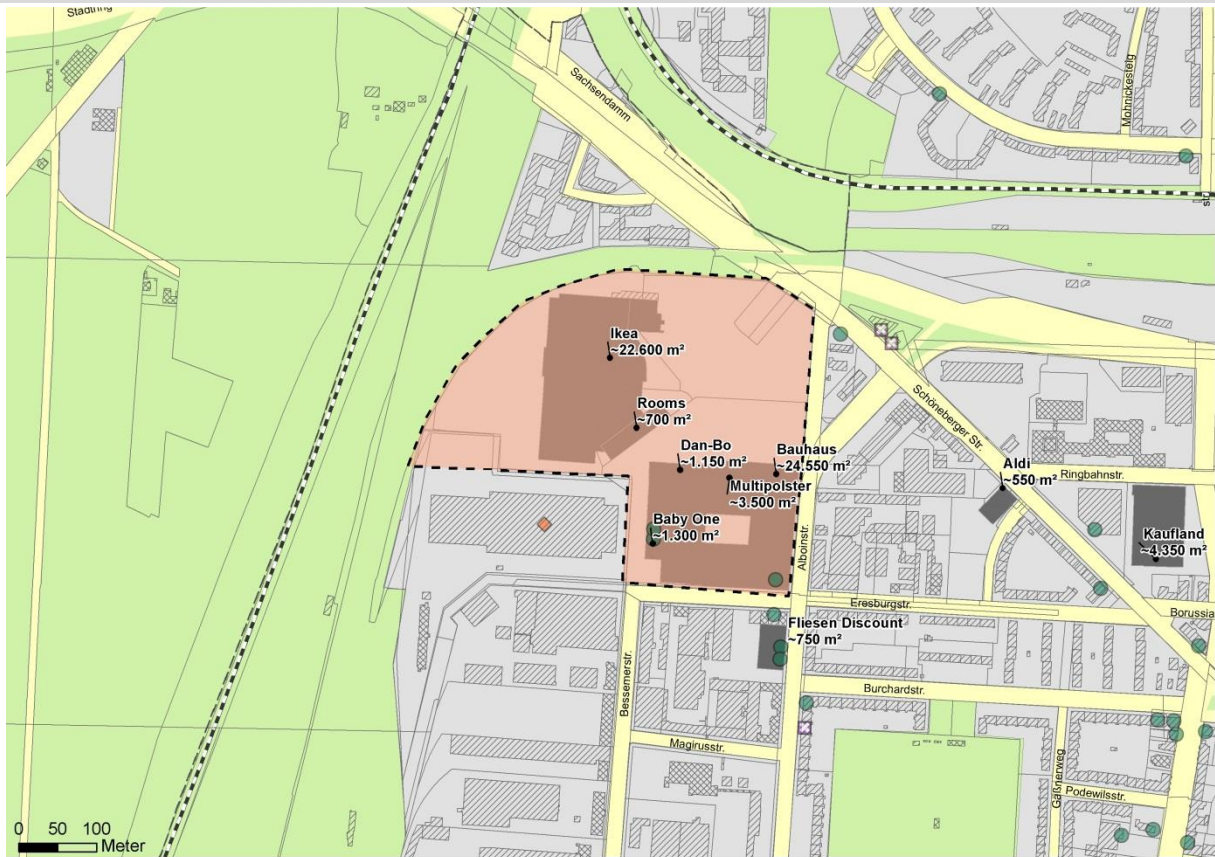 Stadtring
Sachsendamm
Mohnickesteig
str.
Ikea
~22.600 m²
Rooms
~700 m²
Schöneberger Str.
Dan-Bo
~1.150 m²
Bauhaus
~24.550 m²
Multipolster
~3.500 m²
Aldi
~550 m²
Ringbahnstr.
Baby One
~1.300 m²
Alboinstr.
Kaufland
~4.350 m²
Eresburgstr.
Borussia
Fliesen Discount
~750 m²
Bessemerstr.
Burchardstr.
Magirusstr.
Gaßnerweg
Podewilsstr.
0 50 100
Meter